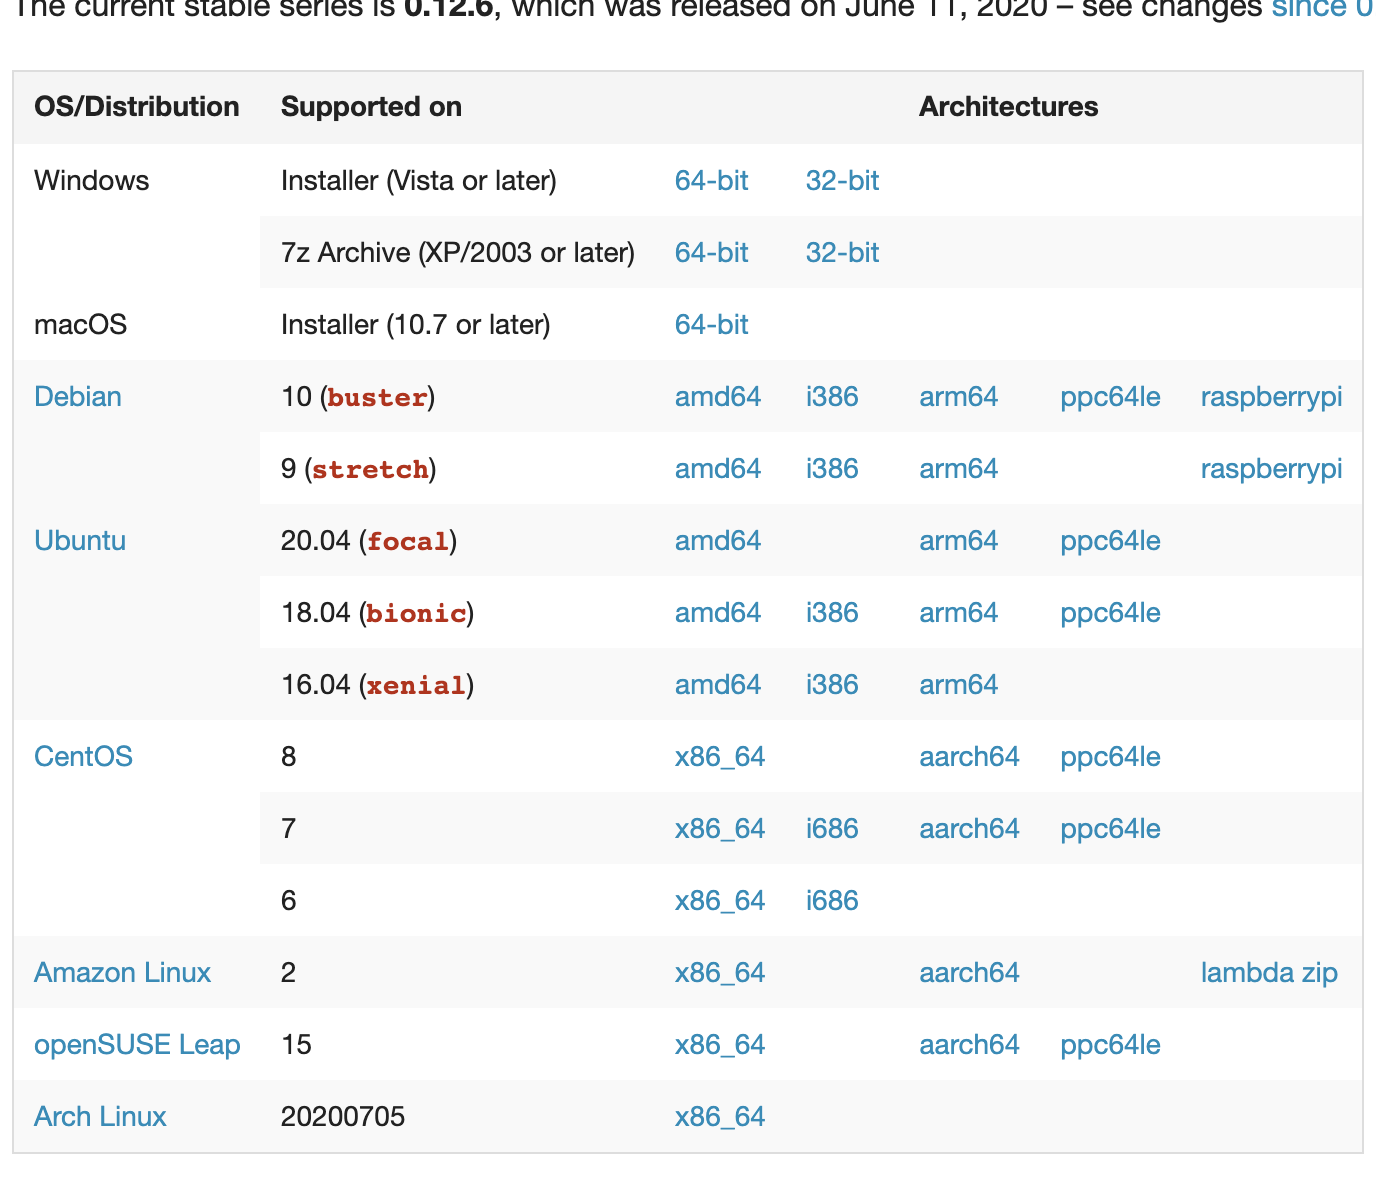 The current stable series is 0.12.6, which was released on June 11, 2020 – see changes since 0
OS/Distribution Supported on Architectures
Windows Installer (Vista or later) 64-bit 32-bit
7z Archive (XP/2003 or later) 64-bit 32-bit
macOS Installer (10.7 or later) 64-bit
Debian 10 (buster) amd64 i386 arm64 ppc64le raspberrypi
9 (stretch) amd64 i386 arm64 raspberrypi
Ubuntu 20.04 (focal) amd64 arm64 ppc64le
18.04 (bionic) amd64 i386 arm64 ppc64le
16.04 (xenial) amd64 i386 arm64
CentOS 8 x86_64 aarch64 ppc64le
7 x86_64 i686 aarch64 ppc64le
6 x86_64 i686
Amazon Linux 2 x86_64 aarch64 lambda zip
openSUSE Leap 15 x86_64 aarch64 ppc64le
Arch Linux 20200705 x86_64